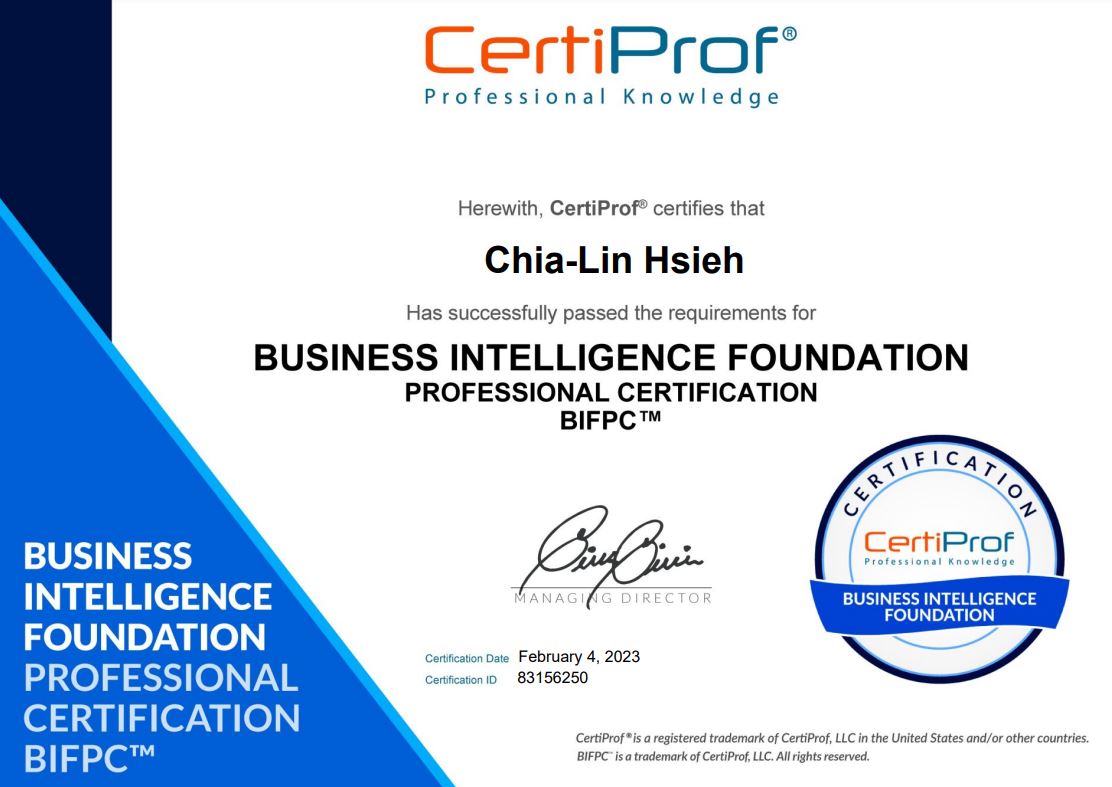 CertiProf®
Professional Knowledge
Herewith, CertiProf® certifies that
Chia-Lin Hsieh
Has successfully passed the requirements for
BUSINESS INTELLIGENCE FOUNDATION
PROFESSIONAL CERTIFICATION
BIFPC™
MANAGING DIRECTOR
Certification Date February 4, 2023
Certification ID 83156250
BUSINESS
INTELLIGENCE
FOUNDATION
PROFESSIONAL
CERTIFICATION
BIFPC™
CERTIFICATION
CertiProf
Professional Knowledge
BUSINESS INTELLIGENCE
FOUNDATION
CertiProf® is a registered trademark of CertiProf, LLC in the United States and/or other countries.
BIFPC™ is a trademark of CertiProf, LLC. All rights reserved.